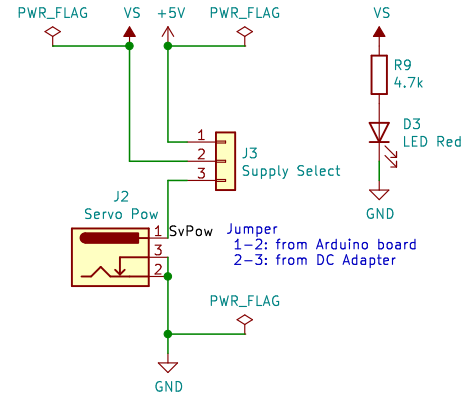 PWR_FLAG VS +5V PWR_FLAG VS
R9
4.7k
1
2
3
J3
Supply Select
D3
LED Red
GND
J2
Servo Pow
1
3
2
SvPow
Jumper
1-2: from Arduino board
2-3: from DC Adapter
PWR_FLAG
GND